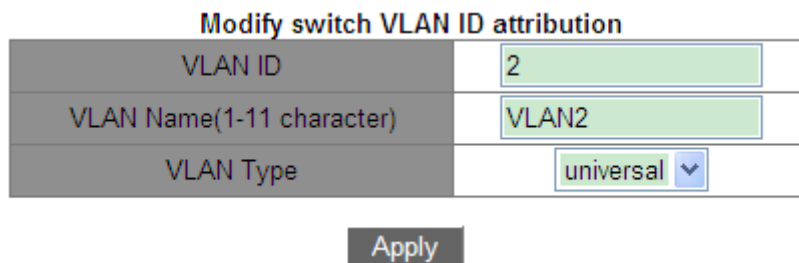 Modify switch VLAN ID attribution
VLAN ID 2
VLAN Name(1-11 character) VLAN2
VLAN Type universal
Apply